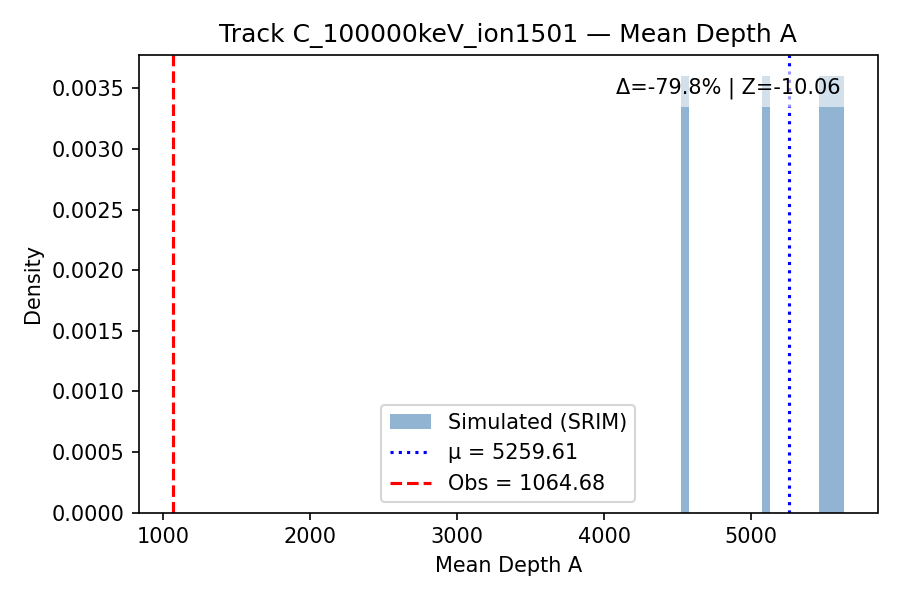 Track C_100000keV_ion1501 — Mean Depth A
Density
0.0035
0.0030
0.0025
0.0020
0.0015
0.0010
0.0005
0.0000
Δ=-79.8% | Z=-10.06
Simulated (SRIM)
μ = 5259.61
Obs = 1064.68
1000 2000 3000 4000 5000
Mean Depth A